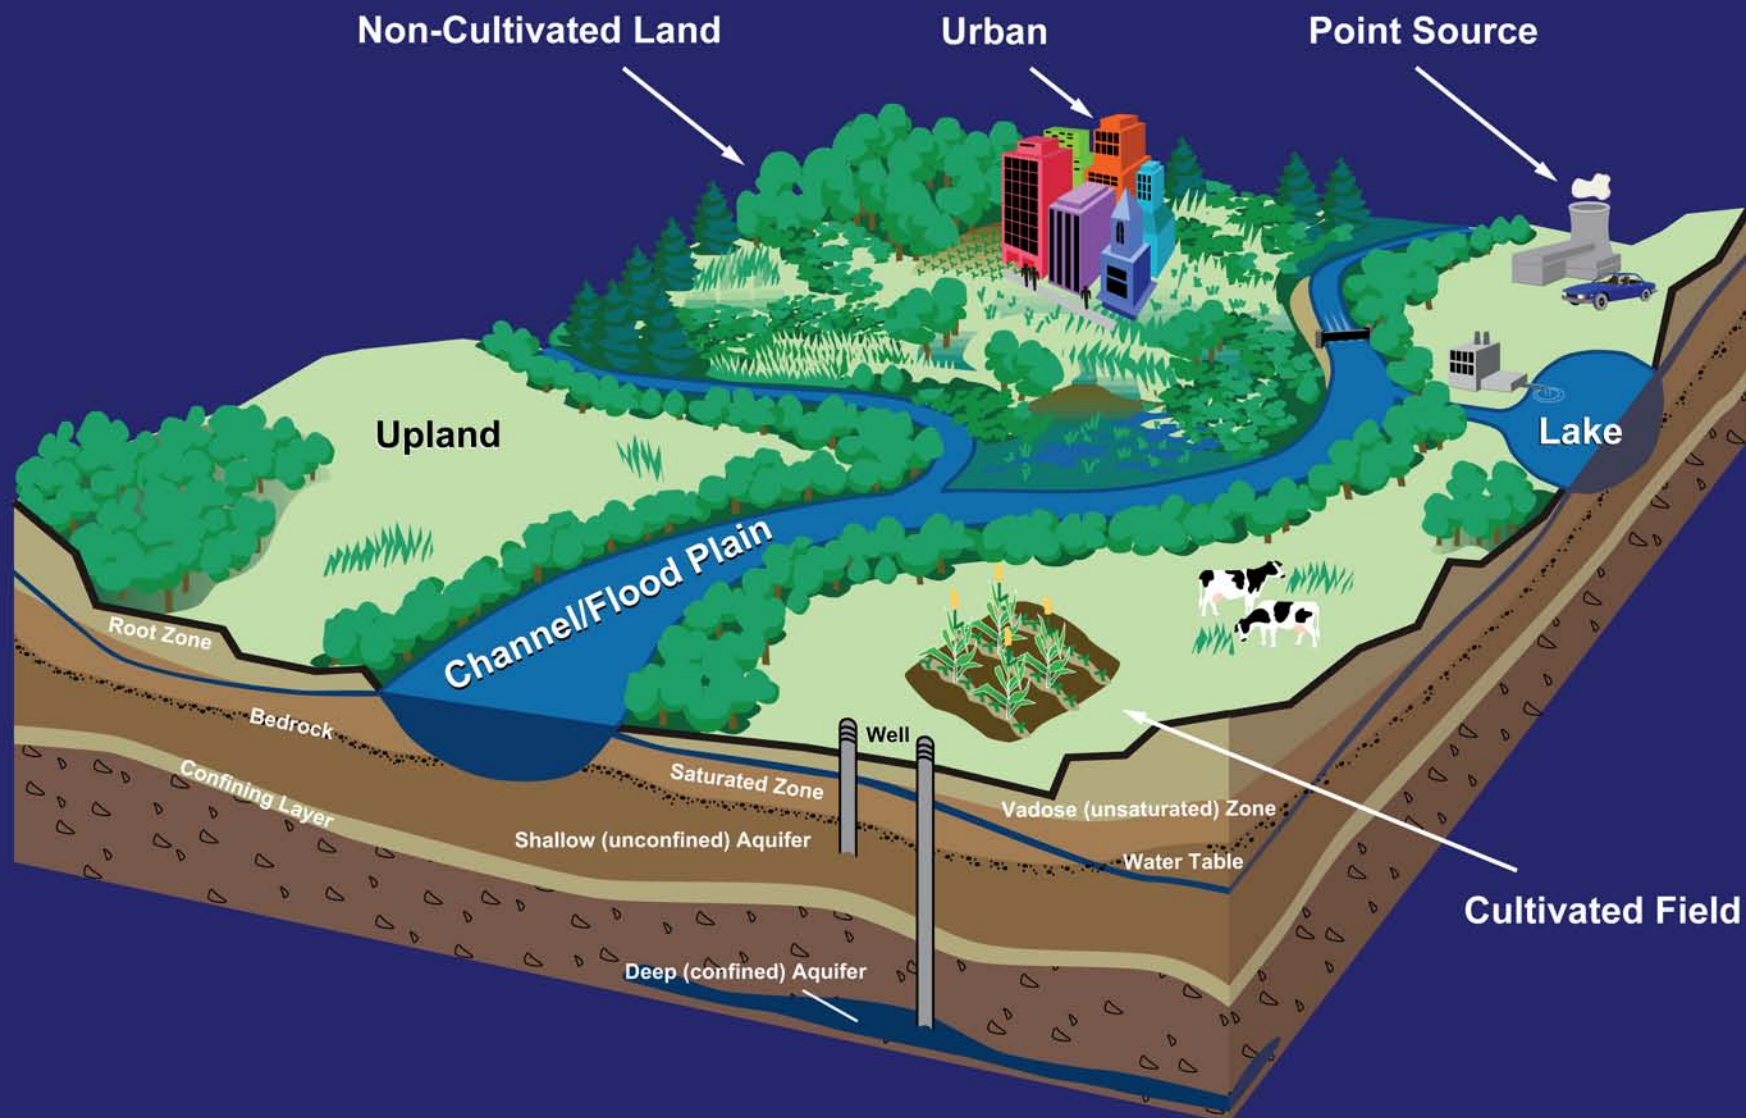 Non-Cultivated Land
Urban
Point Source
Upland
Lake
Channel/Flood Plain
Root Zone
Bedrock
Confining Layer
Well
Saturated Zone
Vadose (unsaturated) Zone
Shallow (unconfined) Aquifer
Water Table
Cultivated Field
Deep (confined) Aquifer